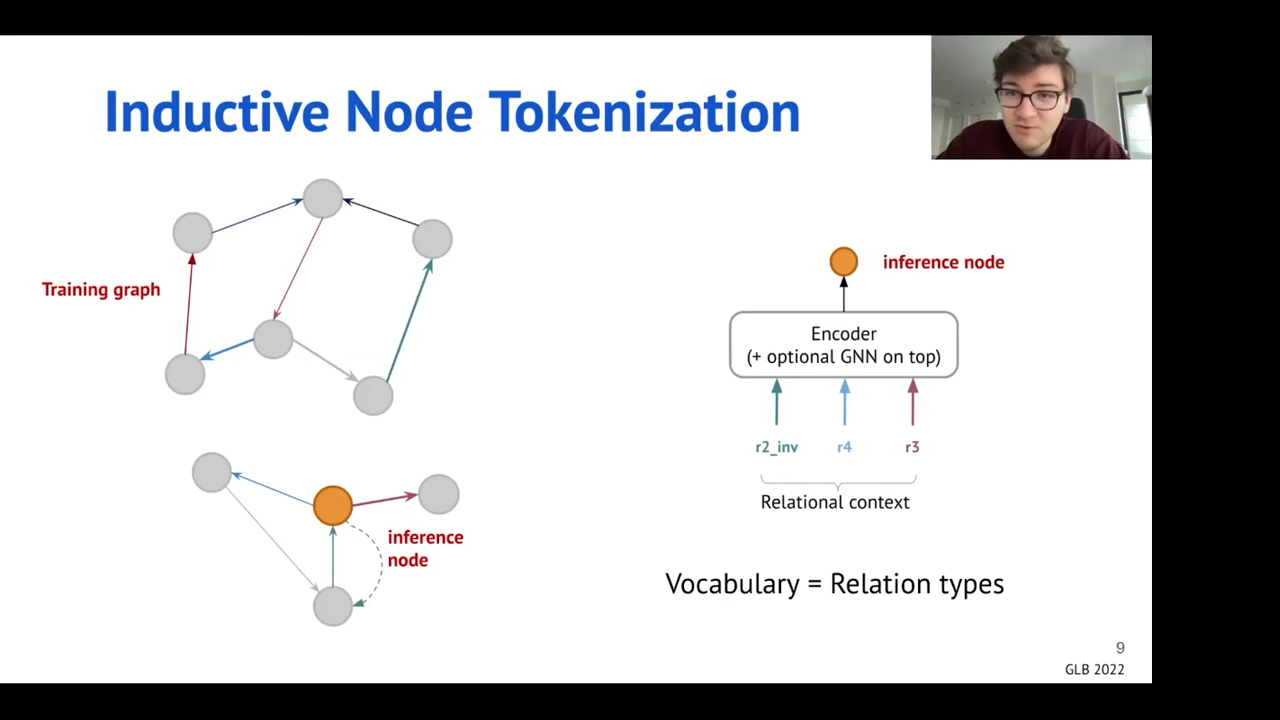 Inductive Node Tokenization
Training graph
inference node
Encoder
(+ optional GNN on top)
r2_inv r4 r3
Relational context
inference
node
Vocabulary = Relation types
9
GLB 2022